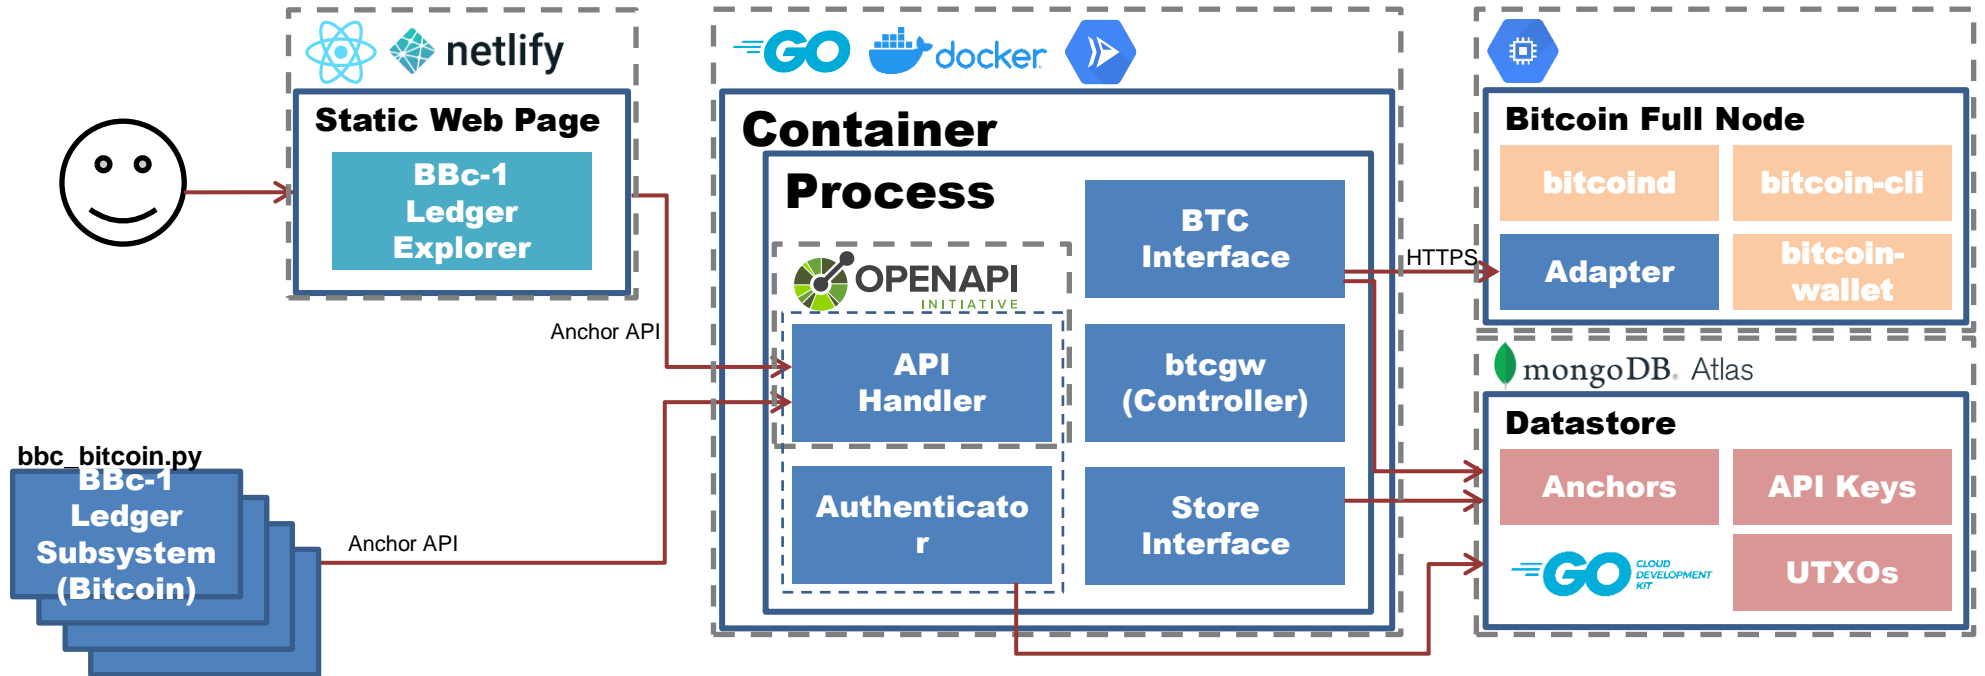 netlify
Static Web Page
BBc-1
Ledger
Explorer
Anchor API
bbc_bitcoin.py
BBc-1
Ledger
Subsystem
(Bitcoin)
Anchor API
GO
docker
Container
Process
OPENAPI
INITIATIVE
API
Handler
Authenticato
r
BTC
Interface
btcgw
(Controller)
Store
Interface
HTTPS
Bitcoin Full Node
bitcoind
bitcoin-cli
Adapter
bitcoin-
wallet
mongoDB. Atlas
Datastore
Anchors
API Keys
GO
CLOUD
DEVELOPMENT
KIT
UTXOs